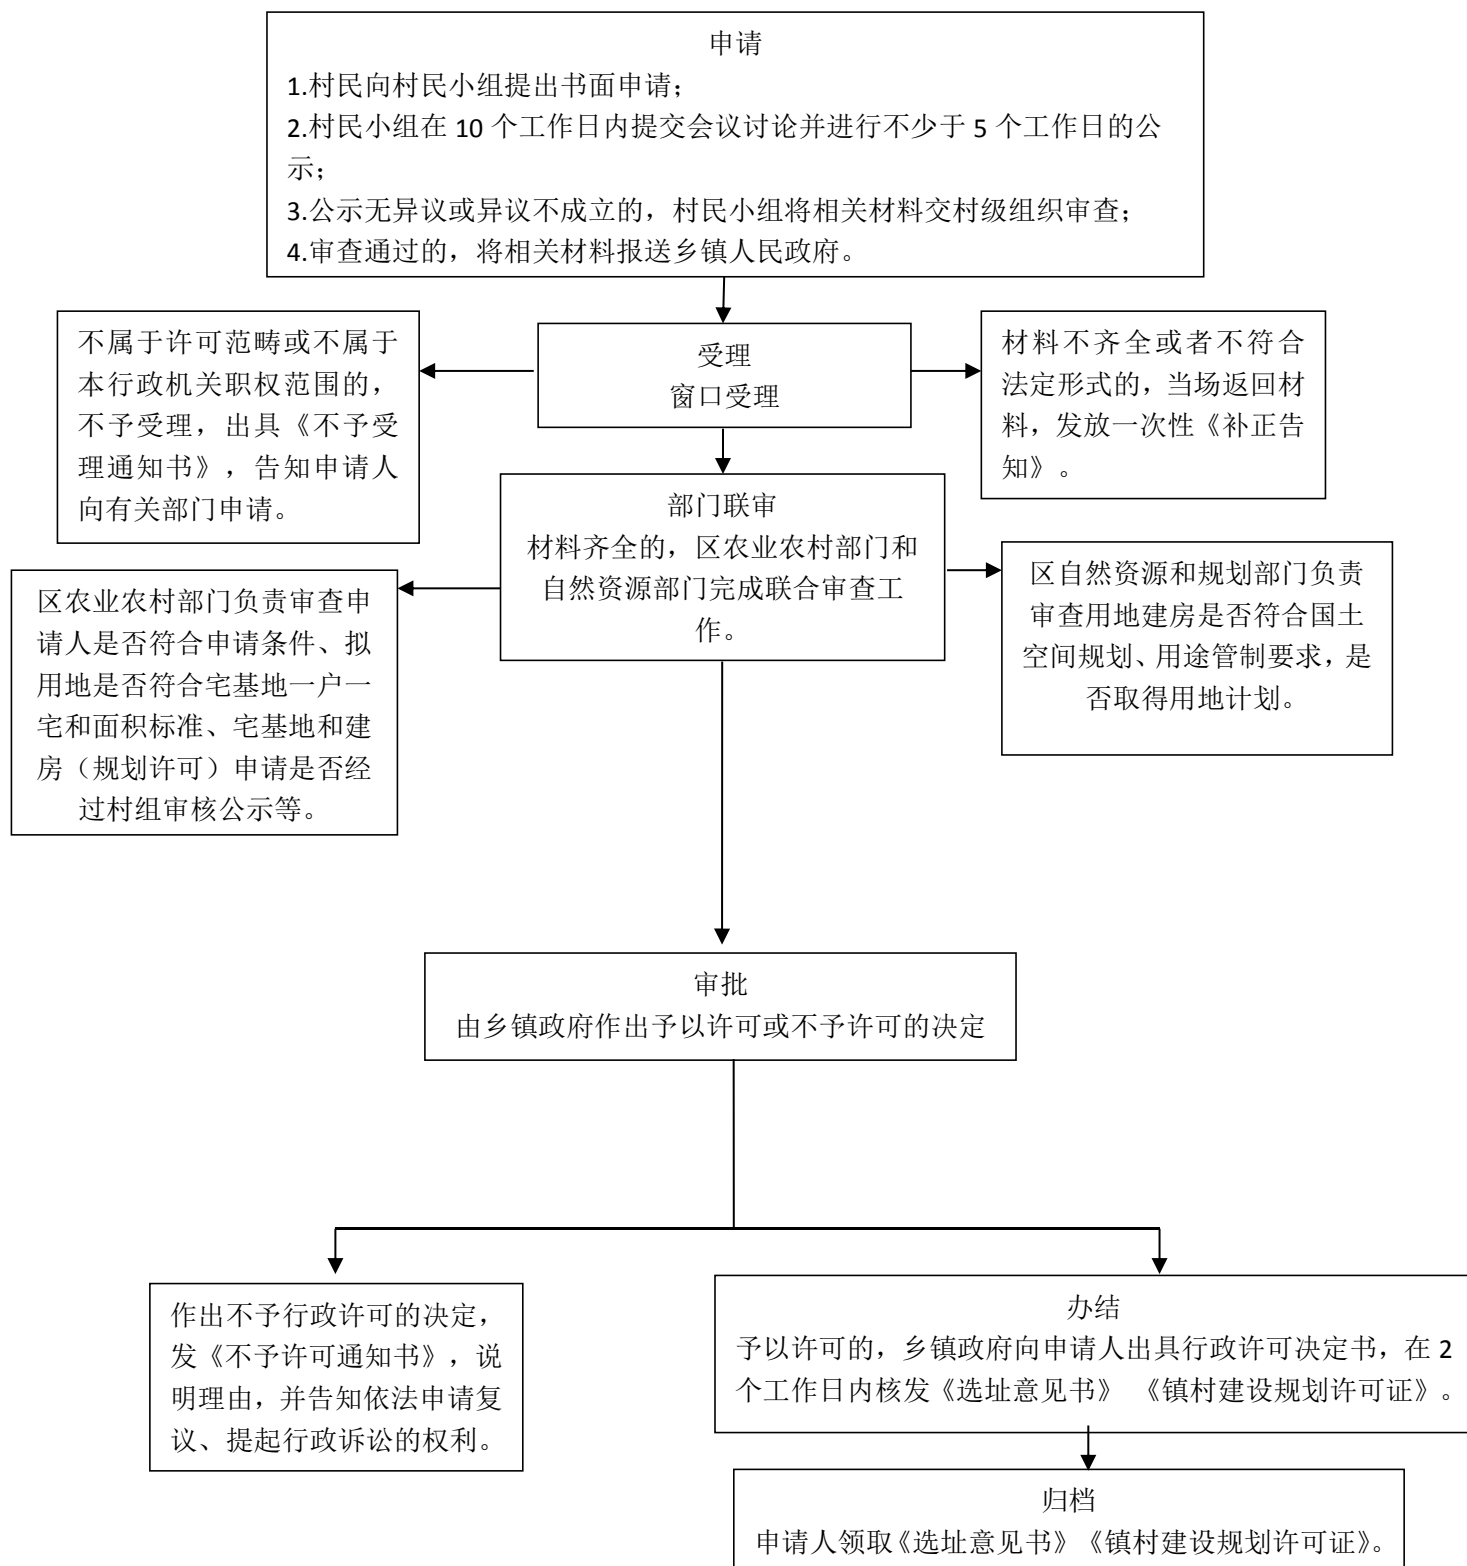 申请
1.村民向村民小组提出书面申请；
2.村民小组在 10 个工作日内提交会议讨论并进行不少于 5 个工作日的公
示；
3.公示无异议或异议不成立的，村民小组将相关材料交村级组织审查；
4.审查通过的，将相关材料报送乡镇人民政府。
不属于许可范畴或不属于
本行政机关职权范围的，
不予受理，出具《不予受
理通知书》，告知申请人
向有关部门申请。
受理
窗口受理
材料不齐全或者不符合
法定形式的，当场返回材
料，发放一次性《补正告
知》。
部门联审
材料齐全的，区农业农村部门和
自然资源部门完成联合审查工
作。
区农业农村部门负责审查申
请人是否符合申请条件、拟
用地是否符合宅基地一户一
宅和面积标准、宅基地和建
房（规划许可）申请是否经
过村组审核公示等。
区自然资源和规划部门负责
审查用地建房是否符合国土
空间规划、用途管制要求，是
否取得用地计划。
审批
由乡镇政府作出予以许可或不予许可的决定
作出不予行政许可的决定，
发《不予许可通知书》，说
明理由，并告知依法申请复
议、提起行政诉讼的权利。
办结
予以许可的，乡镇政府向申请人出具行政许可决定书，在 2
个工作日内核发《选址意见书》 《镇村建设规划许可证》。
归档
申请人领取《选址意见书》《镇村建设规划许可证》。